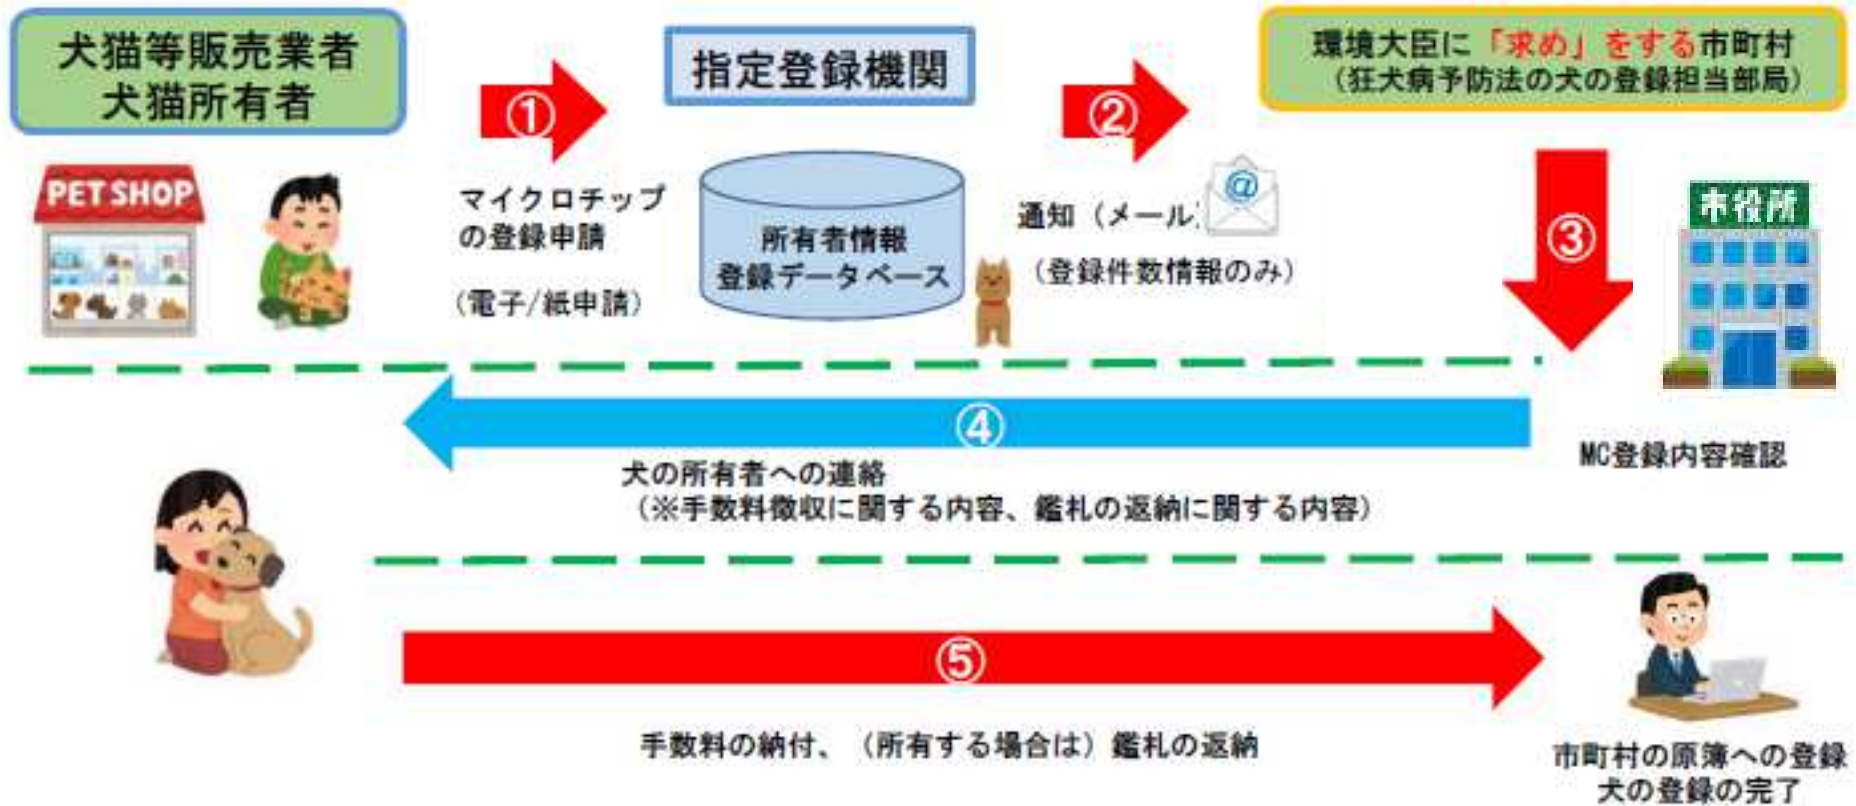 犬猫等販売業者
犬猫所有者
①
指定登録機関
②
環境大臣に「求め」をする市町村
（狂犬病予防法の犬の登録担当部局）
PET SHOP
マイクロチップ
の登録申請
（電子/紙申請）
所有者情報
登録データベース
通知（メール）
@
（登録件数情報のみ）
③
市役所
④
MC登録内容確認
犬の所有者への連絡
（※手数料徴収に関する内容、鑑札の返納に関する内容）
⑤
手数料の納付、（所有する場合は）鑑札の返納
市町村の原簿への登録
犬の登録の完了